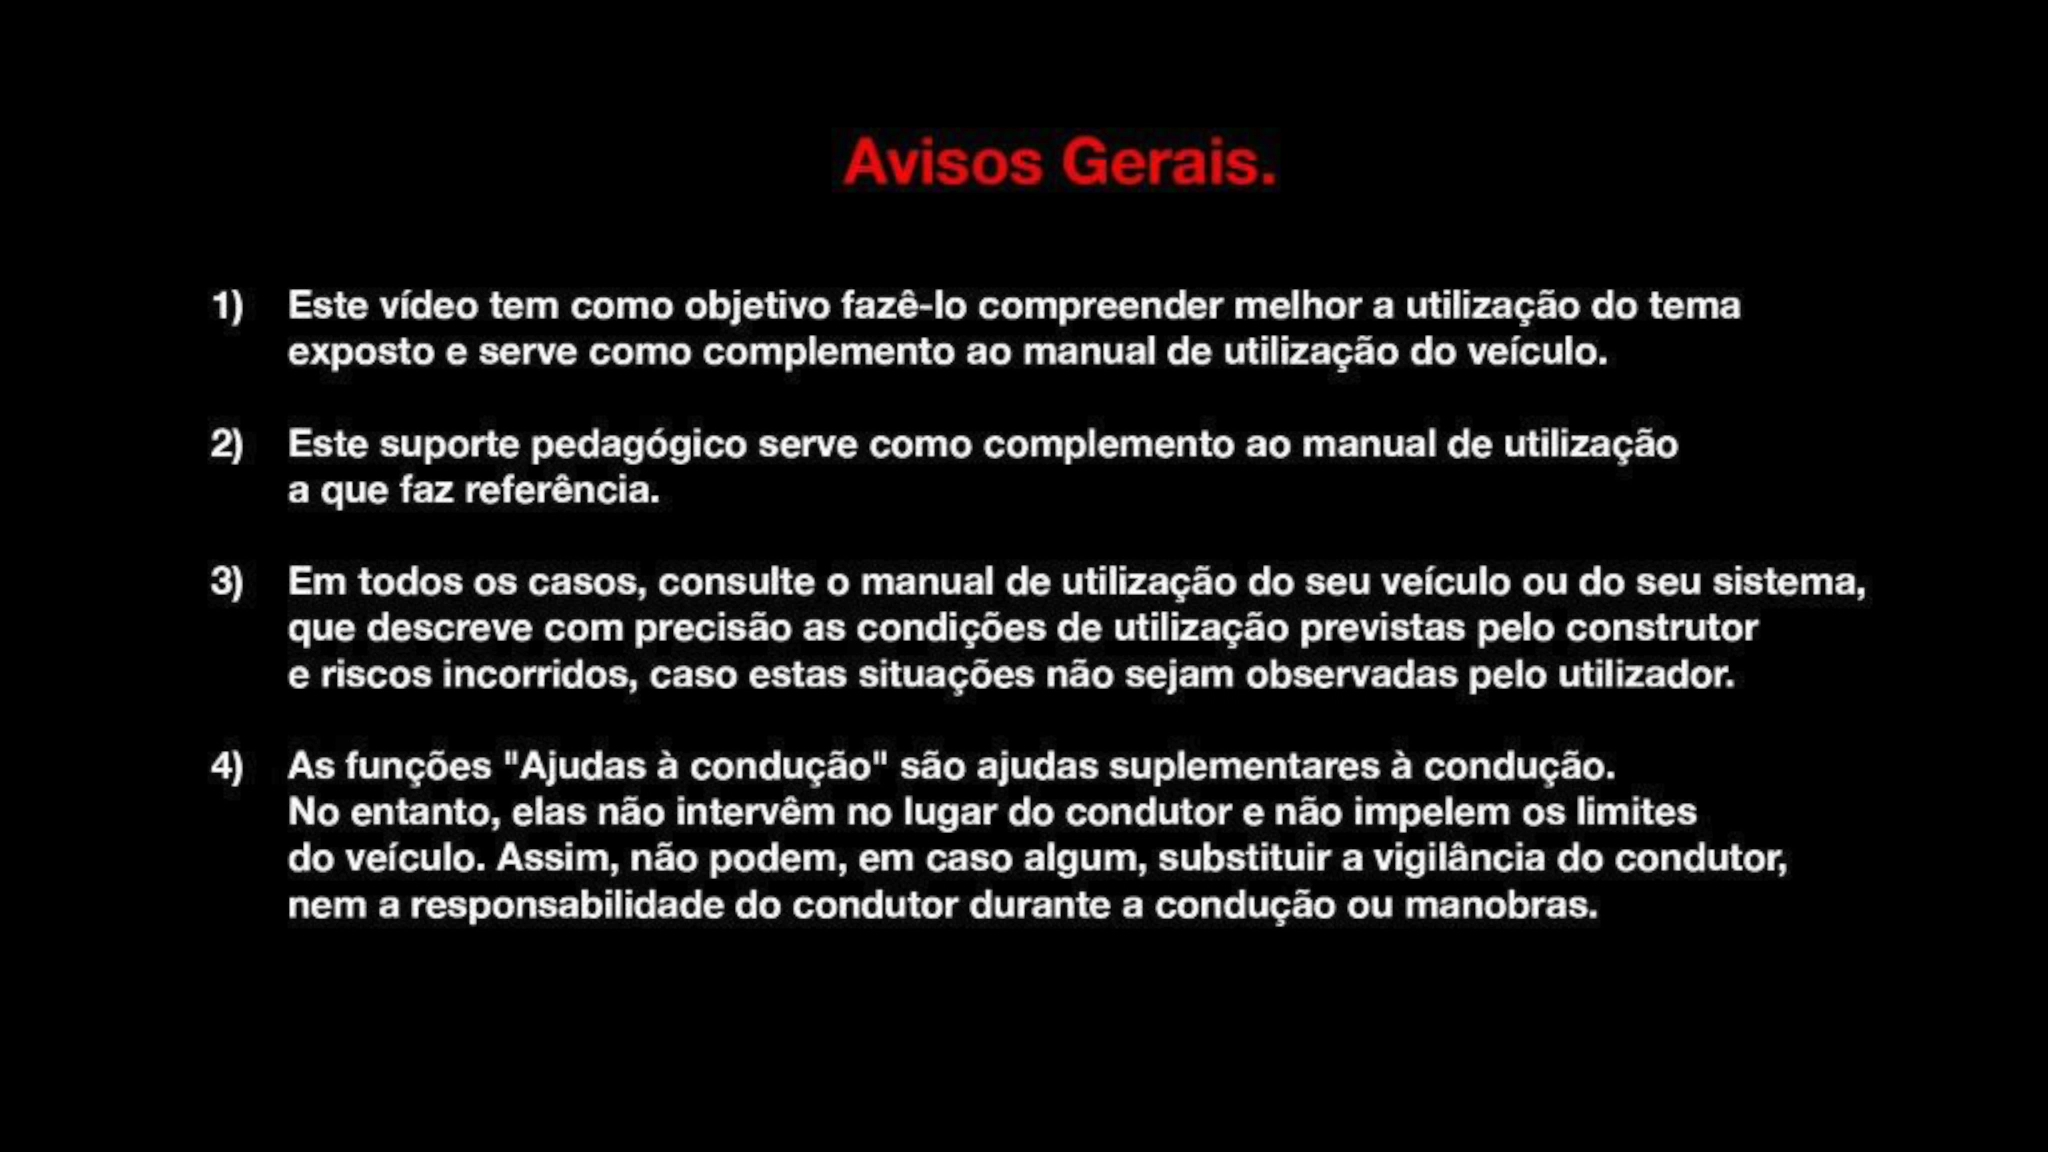 Avisos Gerais.
1) Este vídeo tem como objetivo fazê-lo compreender melhor a utilização do tema
exposto e serve como complemento ao manual de utilização do veículo.
2) Este suporte pedagógico serve como complemento ao manual de utilização
a que faz referência.
3) Em todos os casos, consulte o manual de utilização do seu veículo ou do seu sistema,
que descreve com precisão as condições de utilização previstas pelo construtor
e riscos incorridos, caso estas situações não sejam observadas pelo utilizador.
4) As funções "Ajudas à condução" são ajudas suplementares à condução.
No entanto, elas não intervêm no lugar do condutor e não impelem os limites
do veículo. Assim, não podem, em caso algum, substituir a vigilância do condutor,
nem a responsabilidade do condutor durante a condução ou manobras.